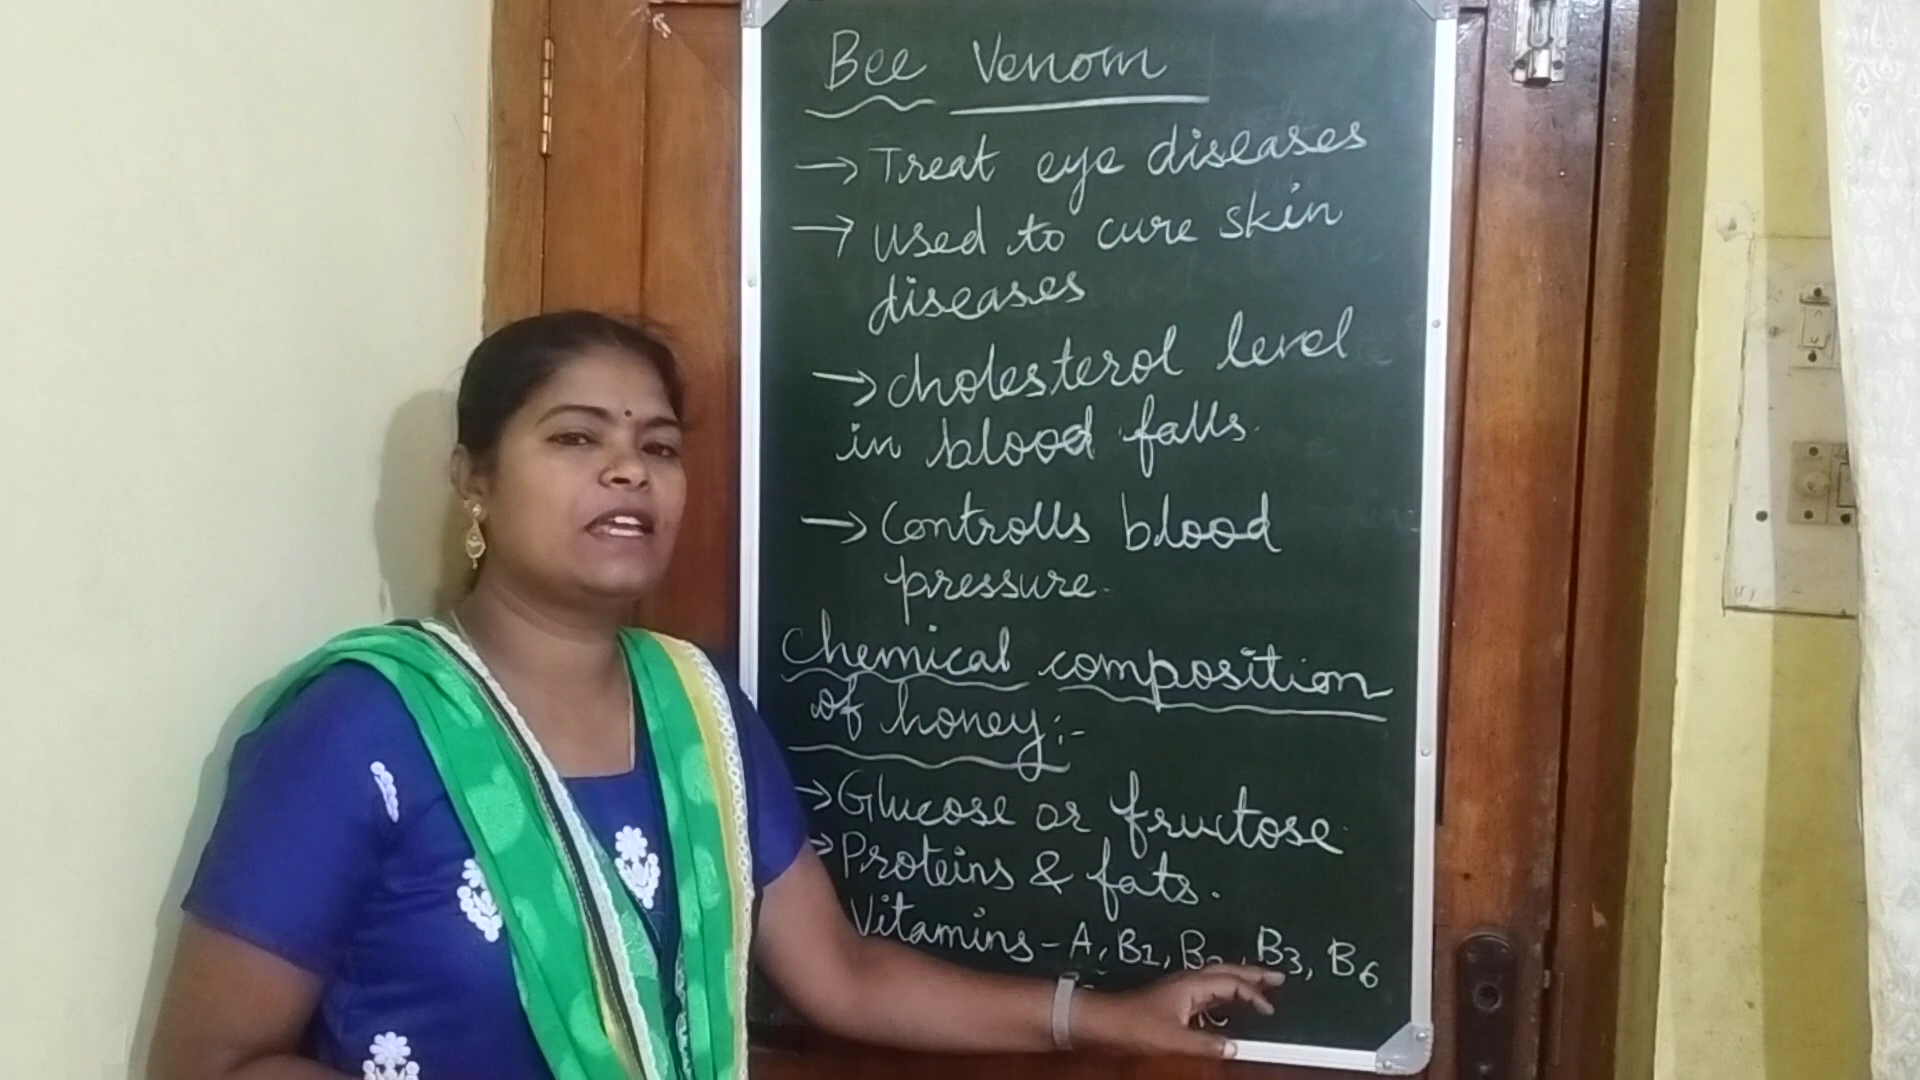 Bee Venom
→ Treat eye diseases
→ Used to cure skin
diseases
→ cholesterol level
in blood falls.
→ Controlls blood
pressure.
Chemical composition
of honey:-
→ Glucose or fructose.
→ Proteins & fats.
Vitamins - A, B1, B2, B3, B6